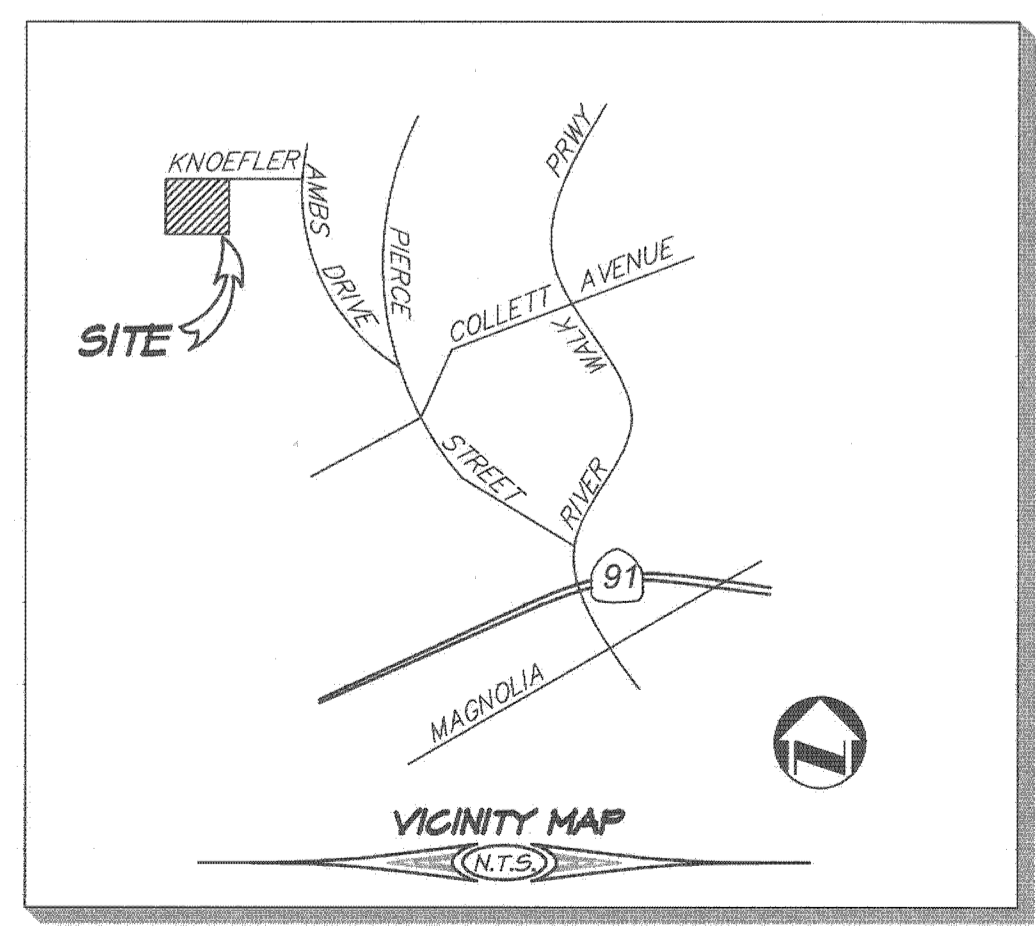 PRWY
KNOEFLER
AMBS DRIVE
PIERCE
COLLETT AVENUE
SITE
WALK
STREET
RIVER
91
MAGNOLIA
N
VICINITY MAP
N.T.S.